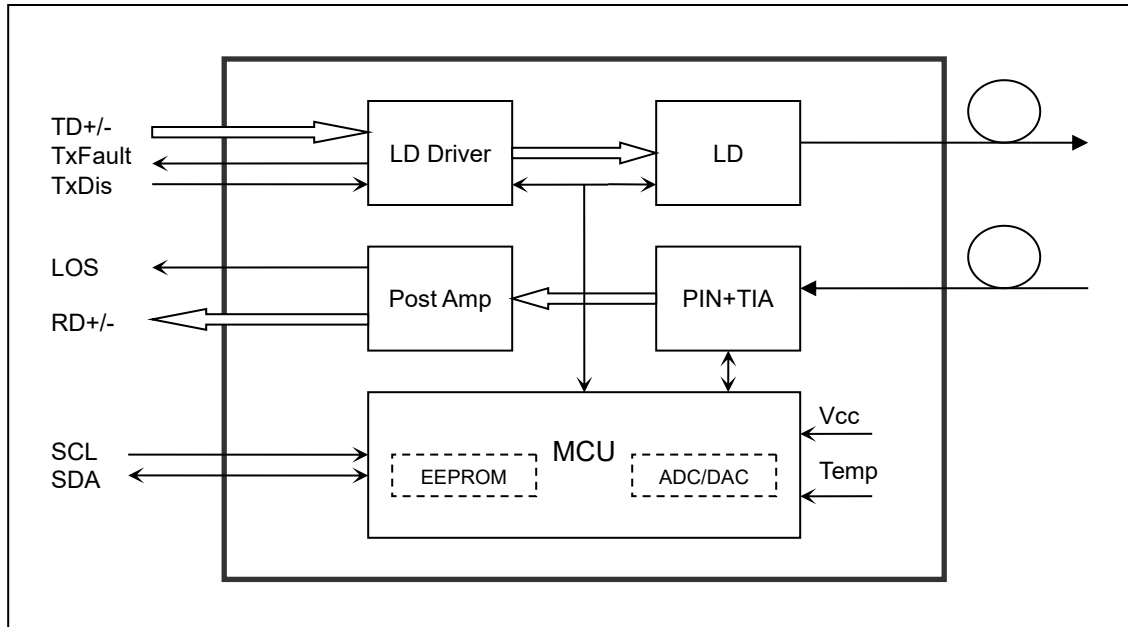 TD+/-
TxFault
TxDis
LD Driver
LD
LOS
RD+/-
Post Amp
PIN+TIA
SCL
SDA
MCU
EEPROM
ADC/DAC
Vcc
Temp